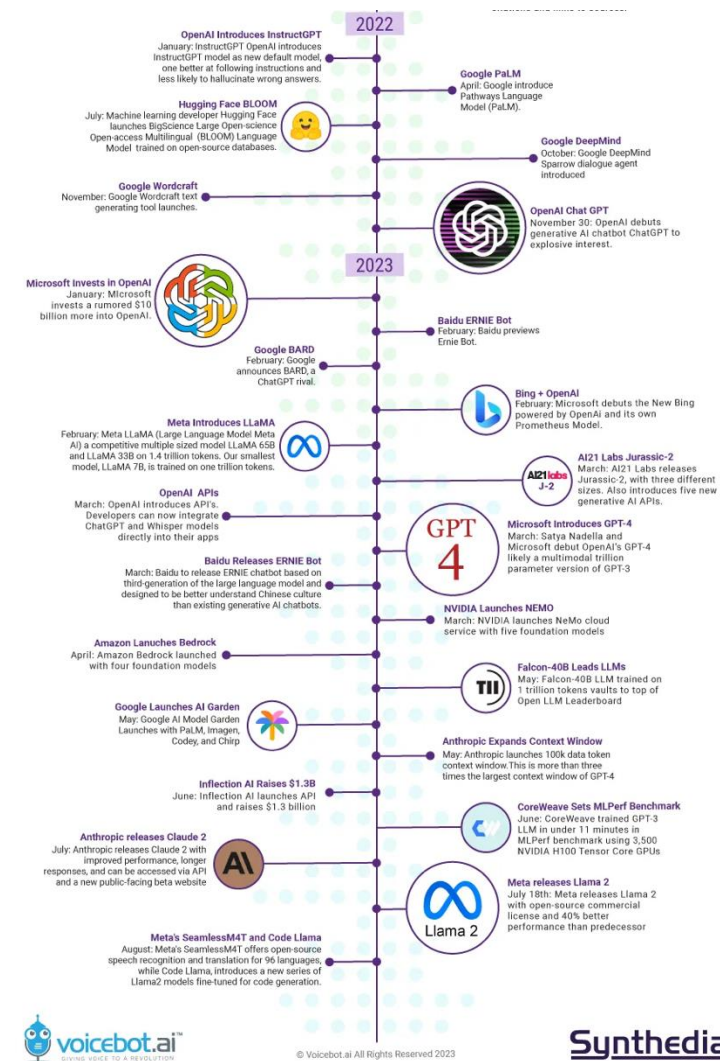 2022
OpenAI Introduces InstructGPT
January: InstructGPT OpenAI introduces
InstructGPT model as new default model,
one better at following instructions and
less likely to hallucinate wrong answers.
Google PaLM
April: Google introduce
Pathways Language
Model (PaLM).
Hugging Face BLOOM
July: Machine learning developer Hugging Face
launches BigScience Large Open-science
Open-access Multilingual (BLOOM) Language
Model trained on open-source databases.
Google DeepMind
October: Google DeepMind
Sparrow dialogue agent
introduced
Google Wordcraft
November: Google Wordcraft text
generating tool launches.
OpenAI Chat GPT
November 30: OpenAI debuts
generative AI chatbot ChatGPT to
explosive interest.
2023
Microsoft Invests in OpenAI
January: MIcrosoft
invests a rumored $10
billion more into OpenAI.
Baidu ERNIE Bot
February: Baidu previews
Ernie Bot.
Google BARD
February: Google
announces BARD, a
ChatGPT rival.
Bing + OpenAI
February: Microsoft debuts the New Bing
powered by OpenAi and its own
Prometheus Model.
Meta Introduces LLaMA
February: Meta LLaMA (Large Language Model Meta
AI) a competitive multiple sized model LLaMA 65B
and LLaMA 33B on 1.4 trillion tokens. Our smallest
model, LLaMA 7B, is trained on one trillion tokens.
AI21 labs
J-2
AI21 Labs Jurassic-2
March: AI21 Labs releases
Jurassic-2, with three different
sizes. Also introduces five new
generative AI APIs.
OpenAI APIs
March: OpenAI introduces API's.
Developers can now integrate
ChatGPT and Whisper models
directly into their apps
GPT
4
Microsoft Introduces GPT-4
March: Satya Nadella and
Microsoft debut OpenAI's GPT-4
likely a multimodal trillion
parameter version of GPT-3
Baidu Releases ERNIE Bot
March: Baidu to release ERNIE chatbot based on
third-generation of the large language model and
designed to be better understand Chinese culture
than existing generative AI chatbots.
NVIDIA Launches NEMO
March: NVIDIA launches NeMo cloud
service with five foundation models
Amazon Lanuches Bedrock
April: Amazon Bedrock launched
with four foundation models
TII
Falcon-40B Leads LLMs
May: Falcon-40B LLM trained on
1 trillion tokens vaults to top of
Open LLM Leaderboard
Google Launches AI Garden
May: Google AI Model Garden
Launches with PaLM, Imagen,
Codey, and Chirp
Anthropic Expands Context Window
May: Anthropic launches 100k data token
context window.This is more than three
times the largest context window of GPT-4
Inflection AI Raises $1.3B
June: Inflection AI launches API
and raises $1.3 billion
CoreWeave Sets MLPerf Benchmark
June: CoreWeave trained GPT-3
LLM in under 11 minutes in
MLPerf benchmark using 3,500
NVIDIA H100 Tensor Core GPUs
Anthropic releases Claude 2
July: Anthropic releases Claude 2 with
improved performance, longer
responses, and can be accessed via API
and a new public-facing beta website
AI
Llama 2
Meta releases Llama 2
July 18th: Meta releases Llama 2
with open-source commercial
license and 40% better
performance than predecessor
Meta's SeamlessM4T and Code Llama
August: Meta's SeamlessM4T offers open-source
speech recognition and translation for 96 languages,
while Code Llama, introduces a new series of
Llama2 models fine-tuned for code generation.
voicebot.ai™
GIVING VOICE TO A REVOLUTION
© Voicebot.ai All Rights Reserved 2023
Synthedia